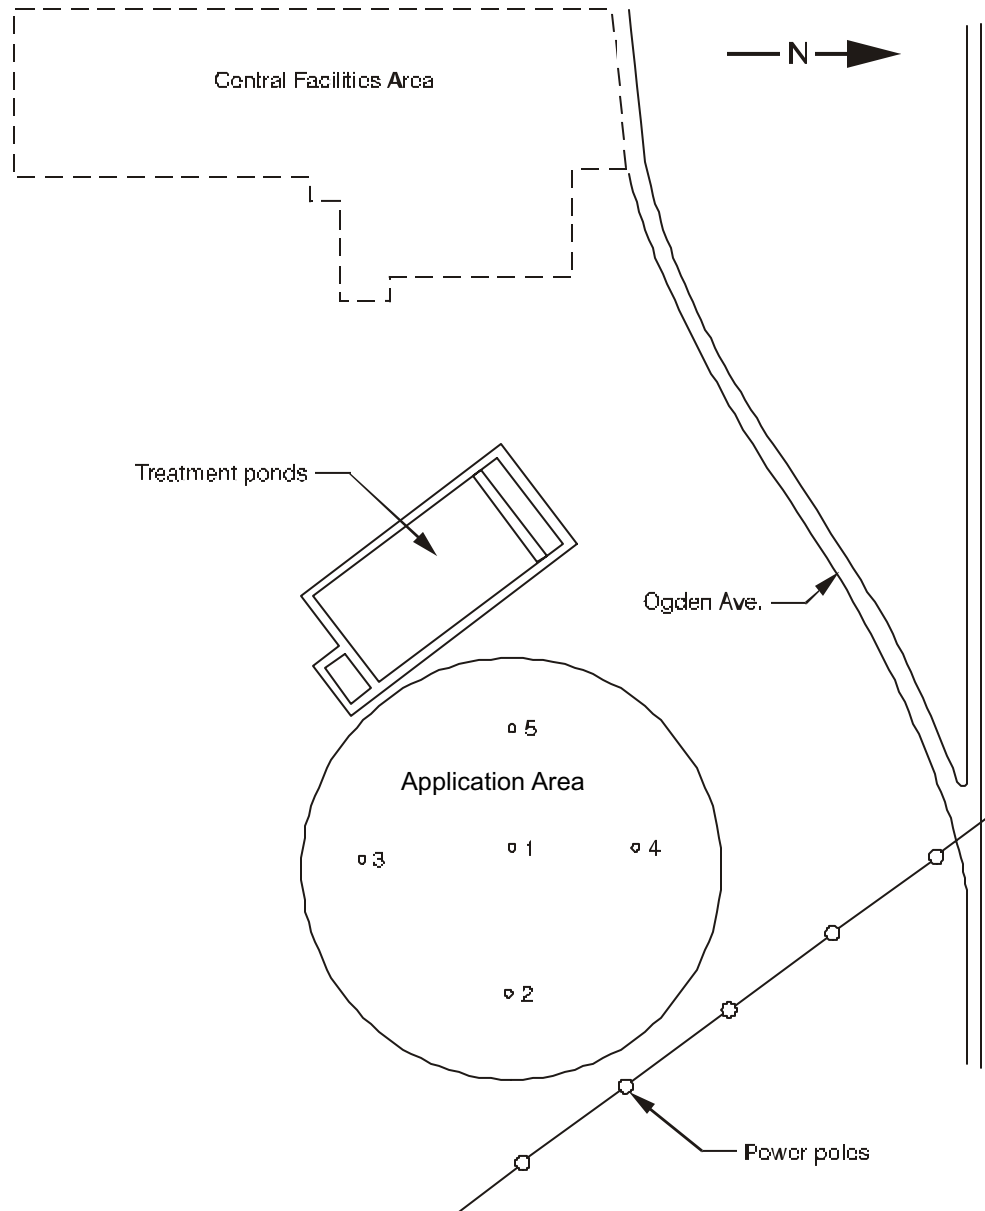 N
Central Facilities Area
Treatment ponds
Ogden Ave.
5
Application Area
1
4
3
2
Power poles